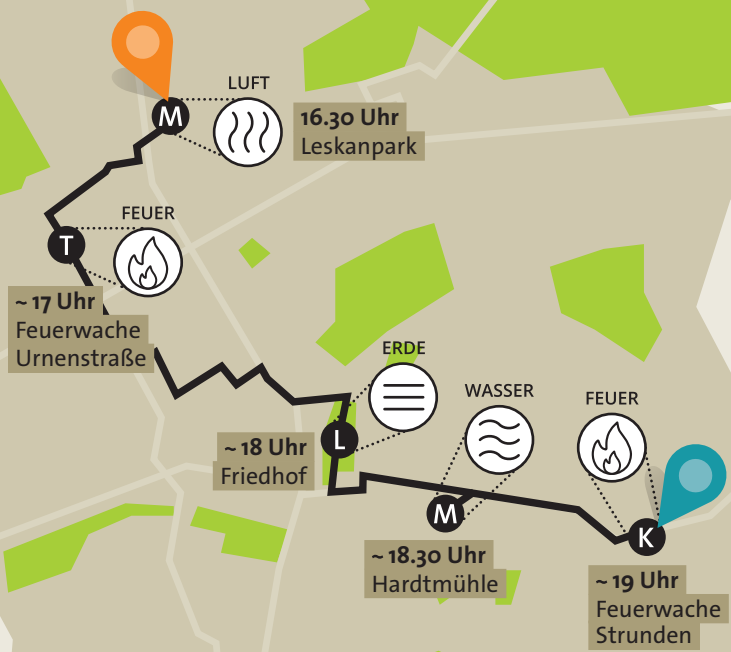 LUFT
M
16.30 Uhr
Leskanpark
FEUER
T
~ 17 Uhr
Feuerwache
Urnenstraße
ERDE
L
~ 18 Uhr
Friedhof
WASSER
M
~ 18.30 Uhr
Hardtmühle
FEUER
K
~ 19 Uhr
Feuerwache
Strunden